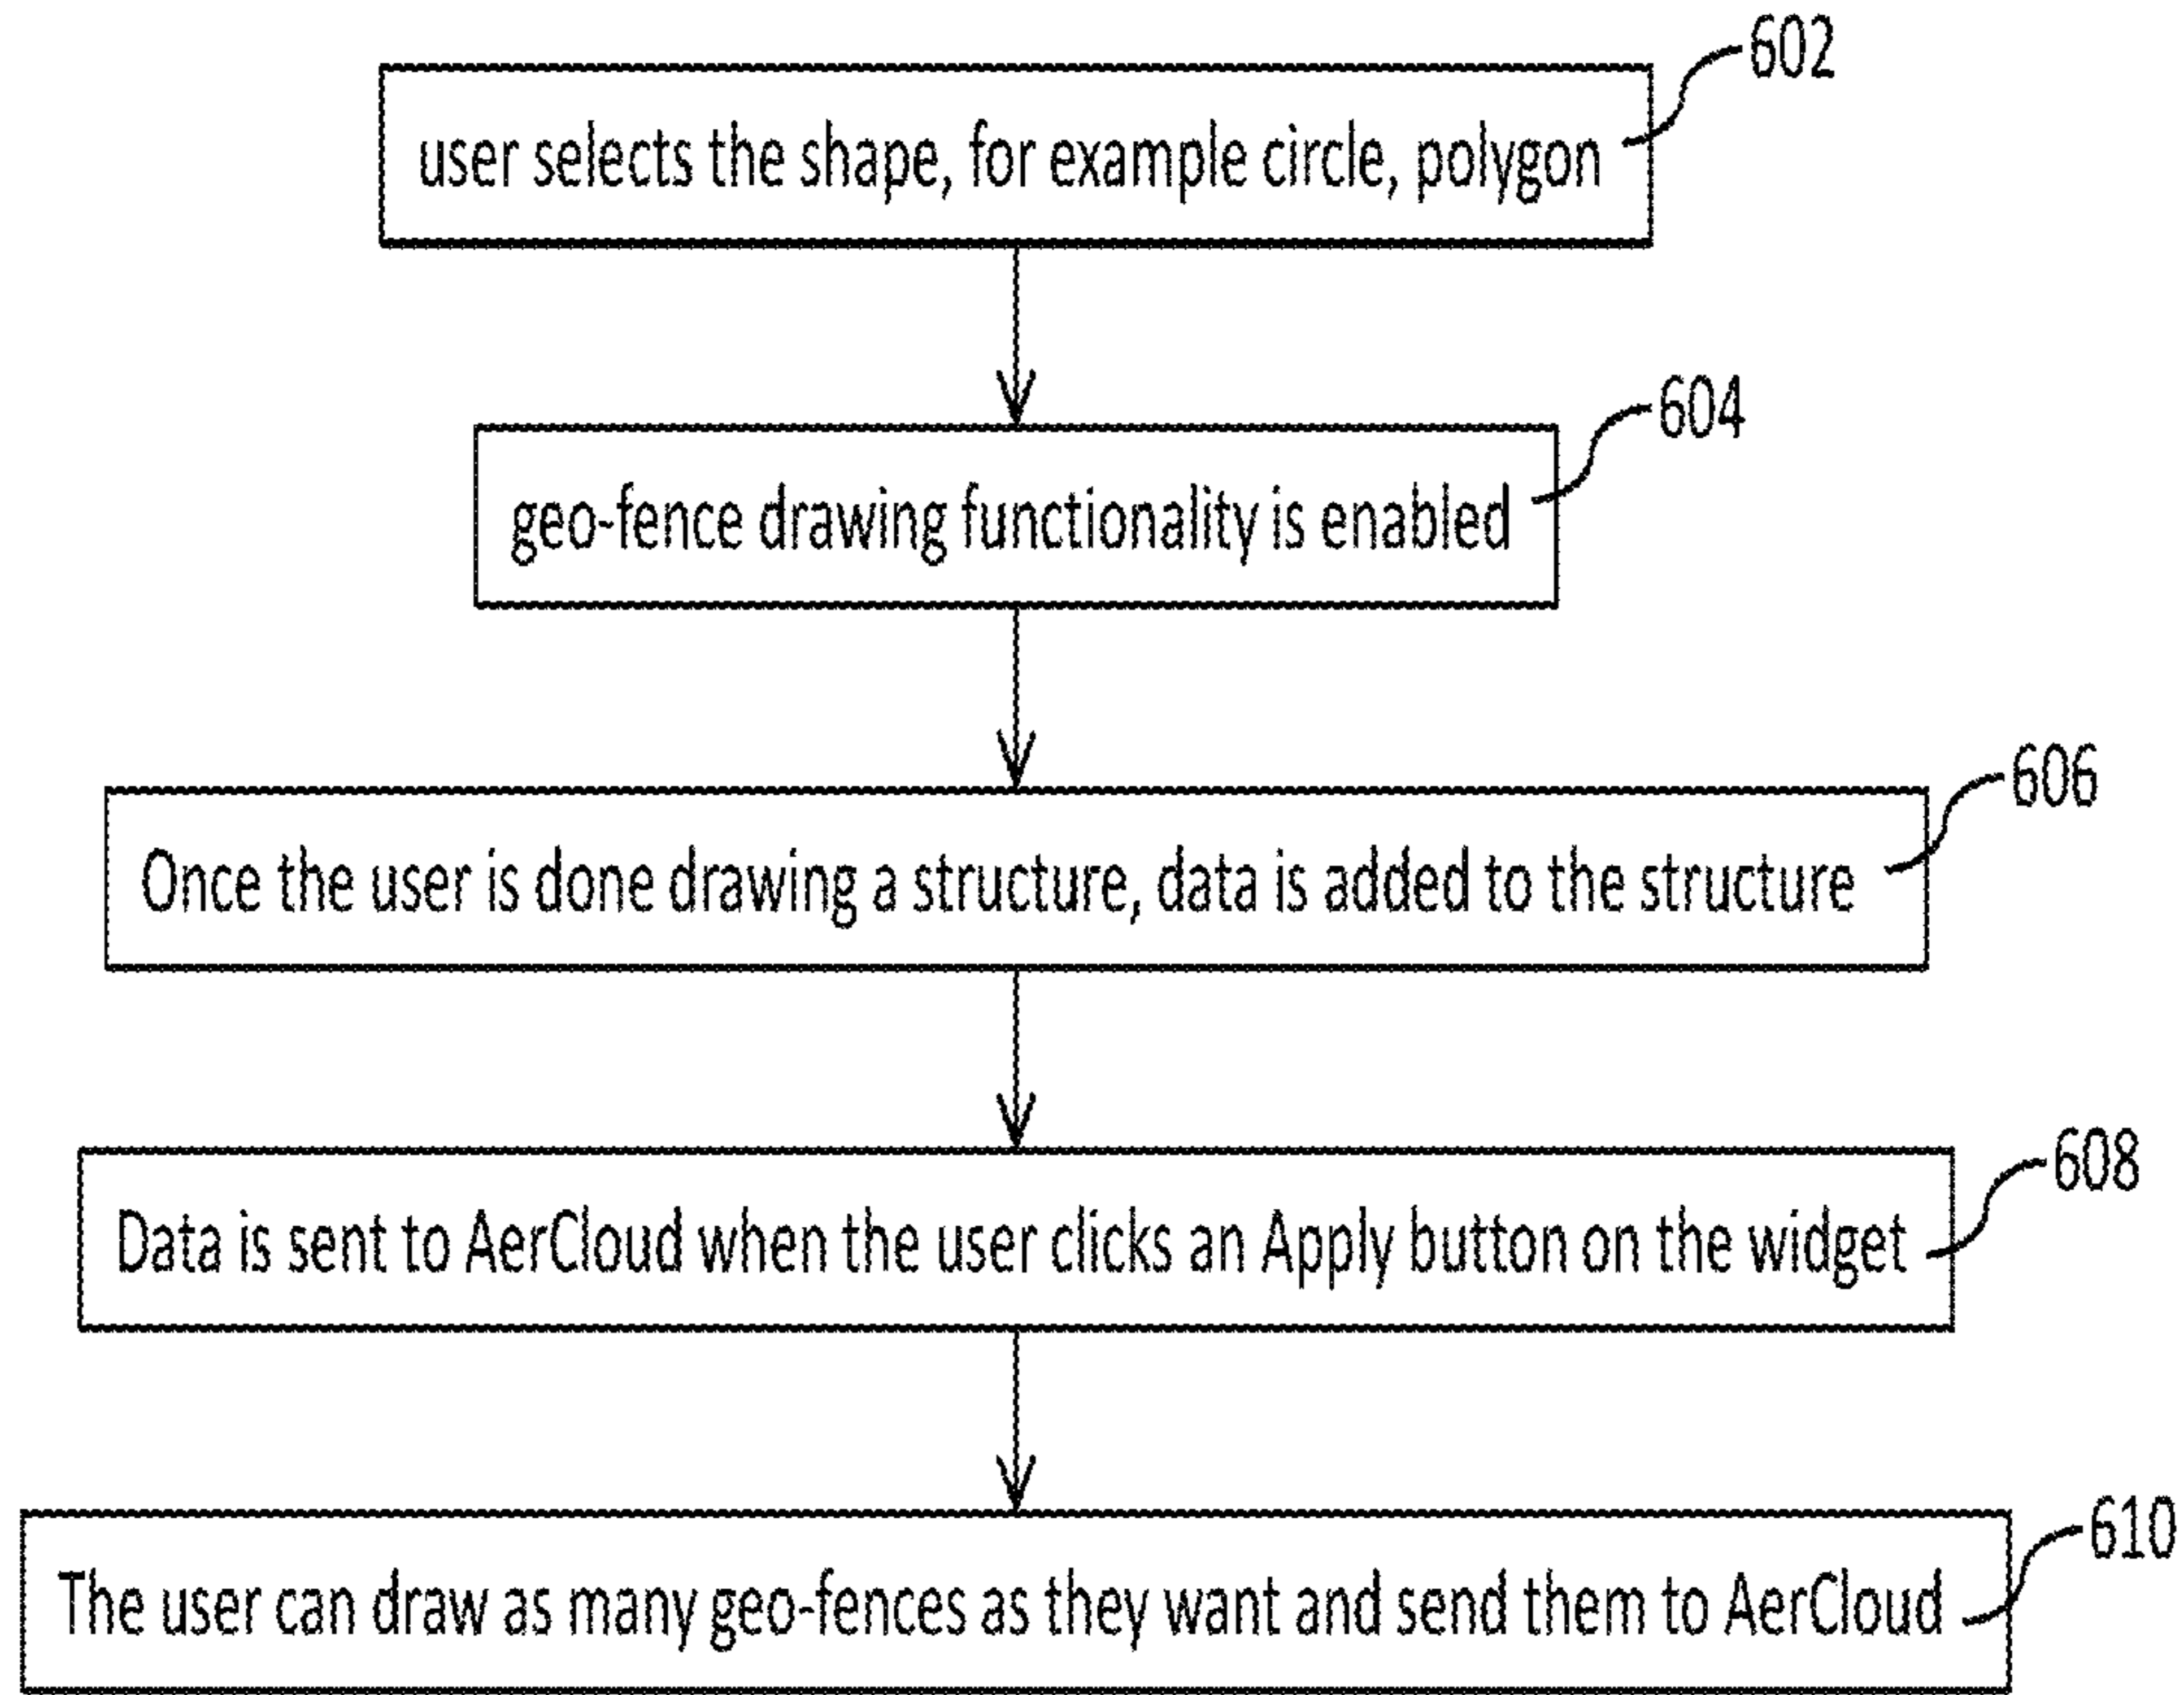 602
user selects the shape, for example circle, polygon
604
geo-fence drawing functionality is enabled
606
Once the user is done drawing a structure, data is added to the structure
608
Data is sent to AerCloud when the user clicks an Apply button on the widget
610
The user can draw as many geo-fences as they want and send them to AerCloud